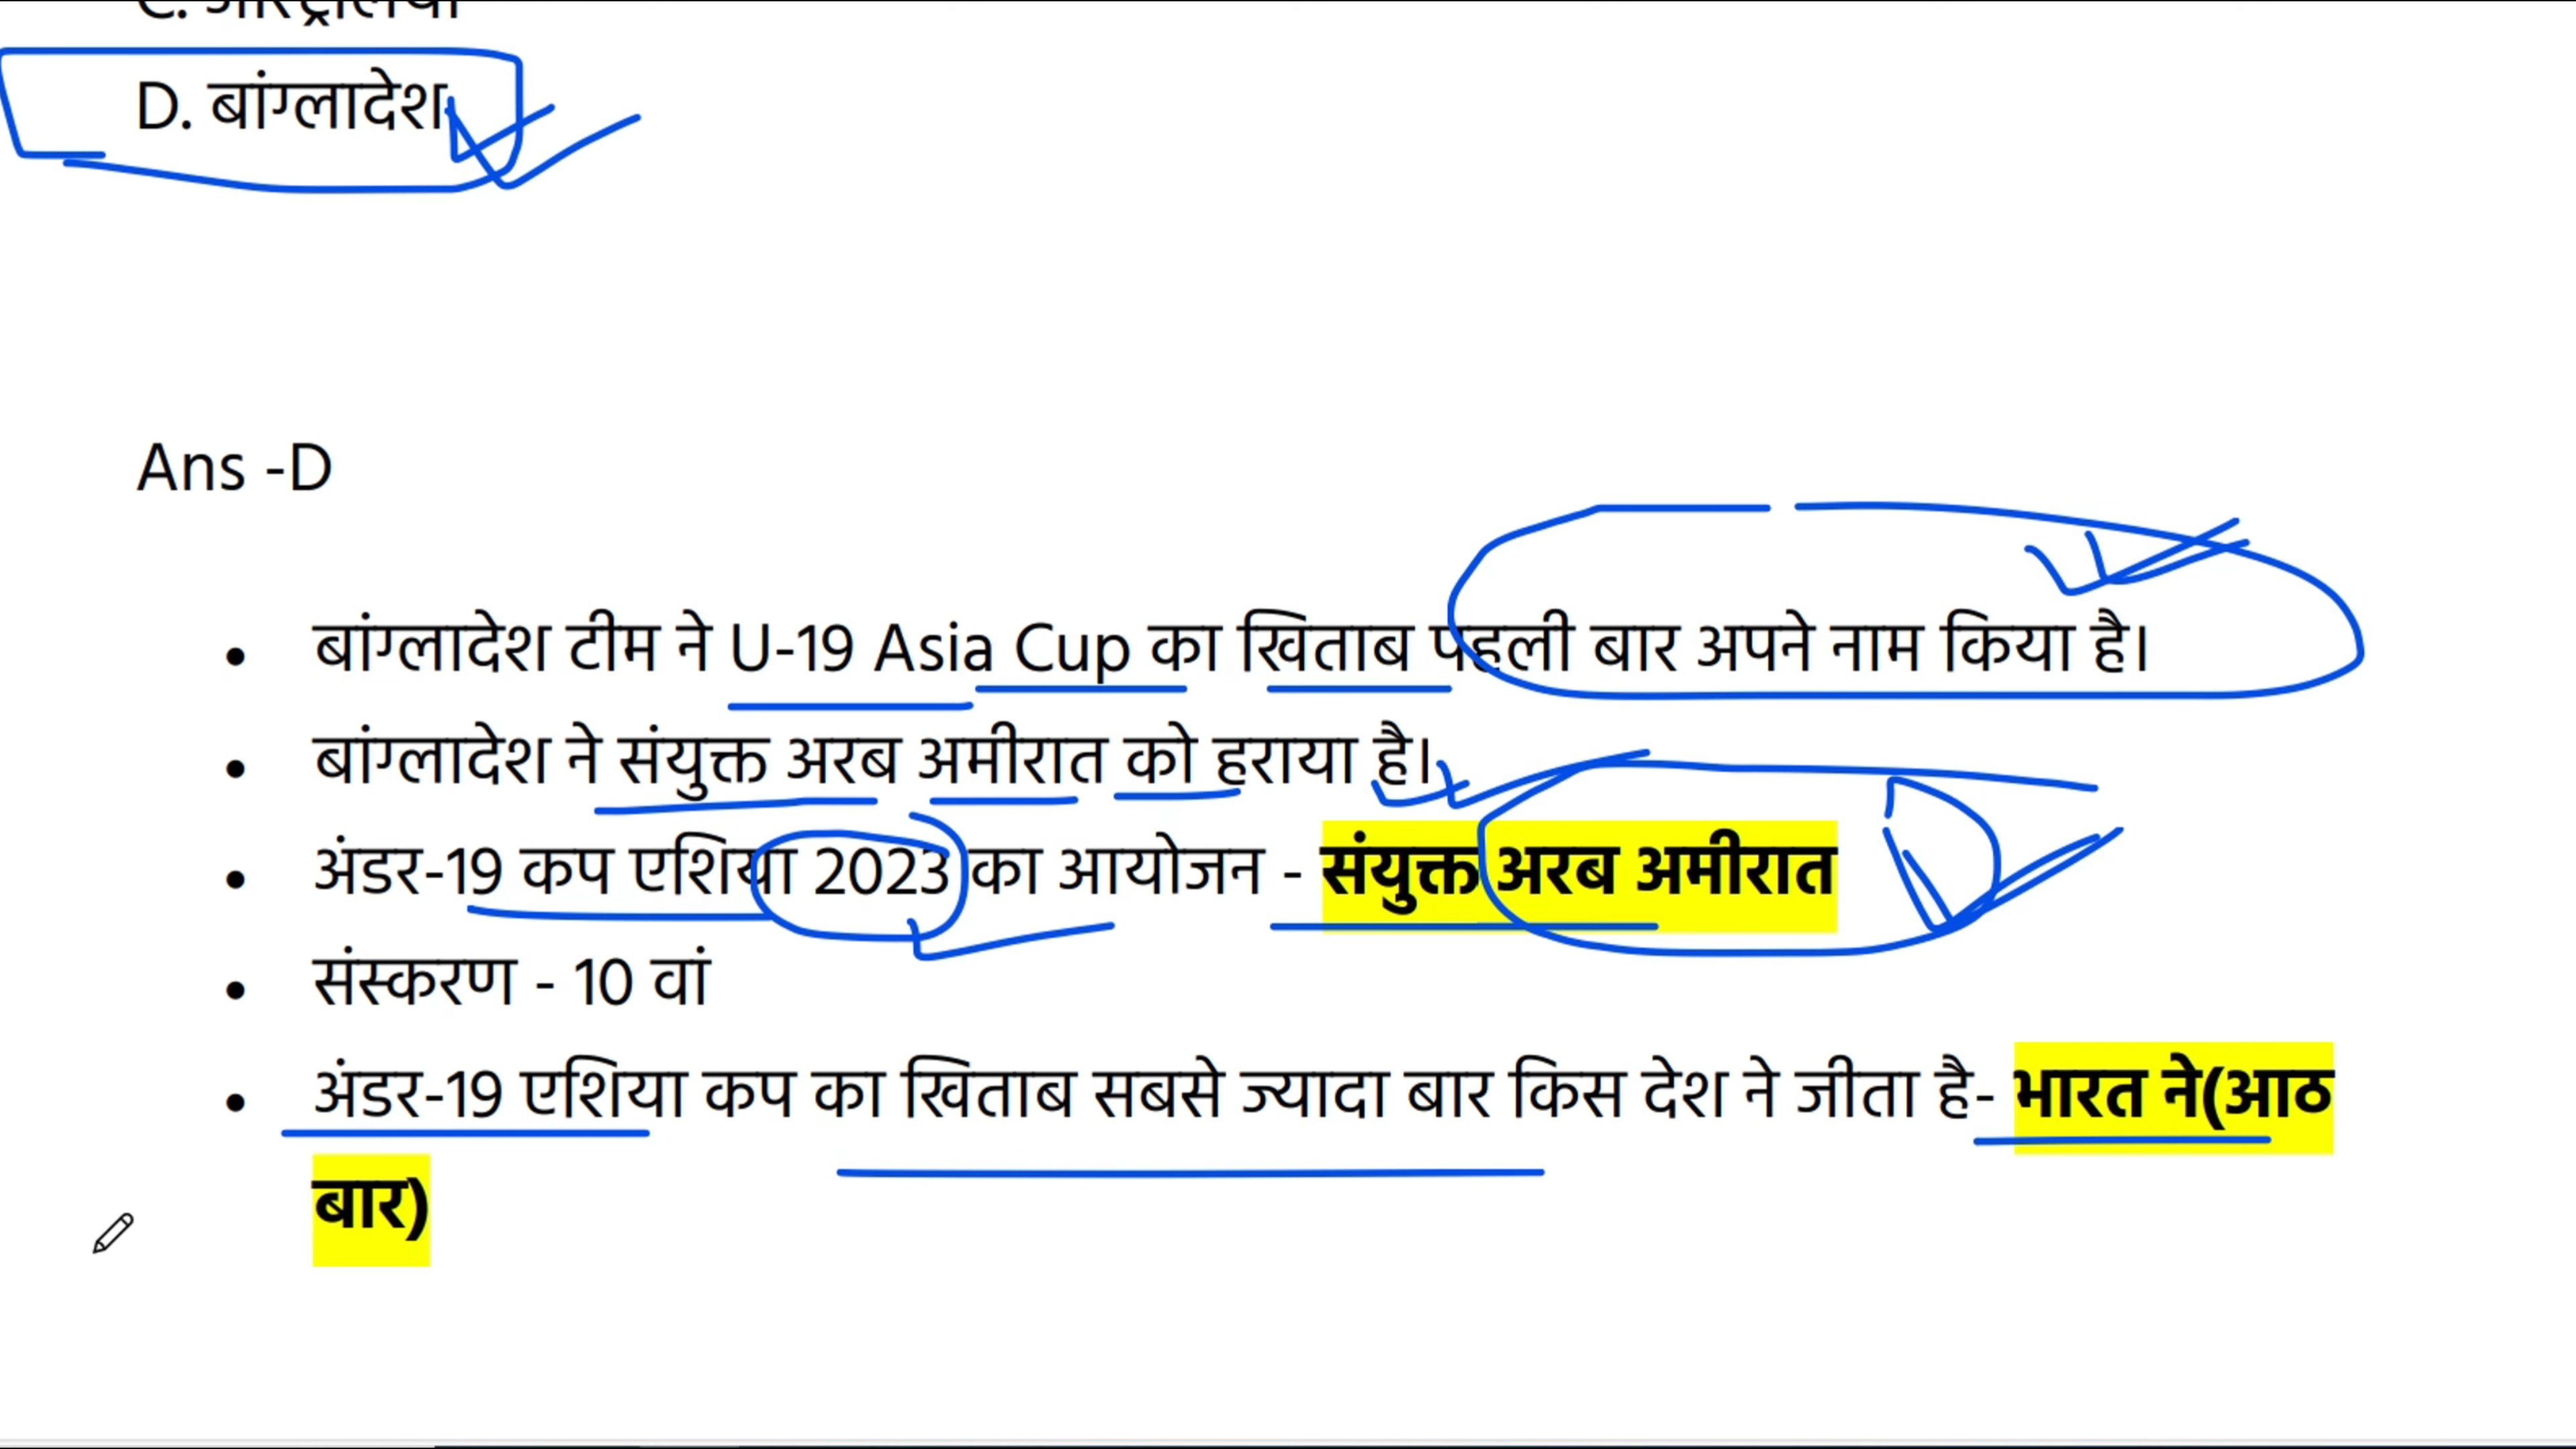 C. ऑस्ट्रेलिया
D. बांग्लादेश
Ans -D
• बांग्लादेश टीम ने U-19 Asia Cup का खिताब पहली बार अपने नाम किया है।
• बांग्लादेश ने संयुक्त अरब अमीरात को हराया है।
• अंडर-19 कप एशिया 2023 का आयोजन - संयुक्त अरब अमीरात
• संस्करण - 10 वां
• अंडर-19 एशिया कप का खिताब सबसे ज्यादा बार किस देश ने जीता है- भारत ने(आठ
बार)